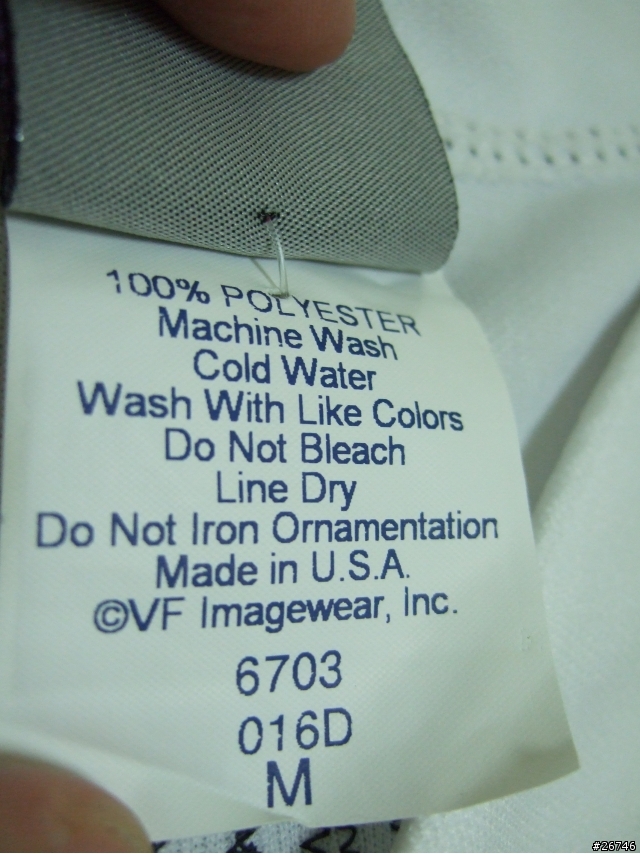 100% POLYESTER
Machine Wash
Cold Water
Wash With Like Colors
Do Not Bleach
Line Dry
Do Not Iron Ornamentation
Made in U.S.A.
©VF Imagewear, Inc.
6703
016D
M
#26746